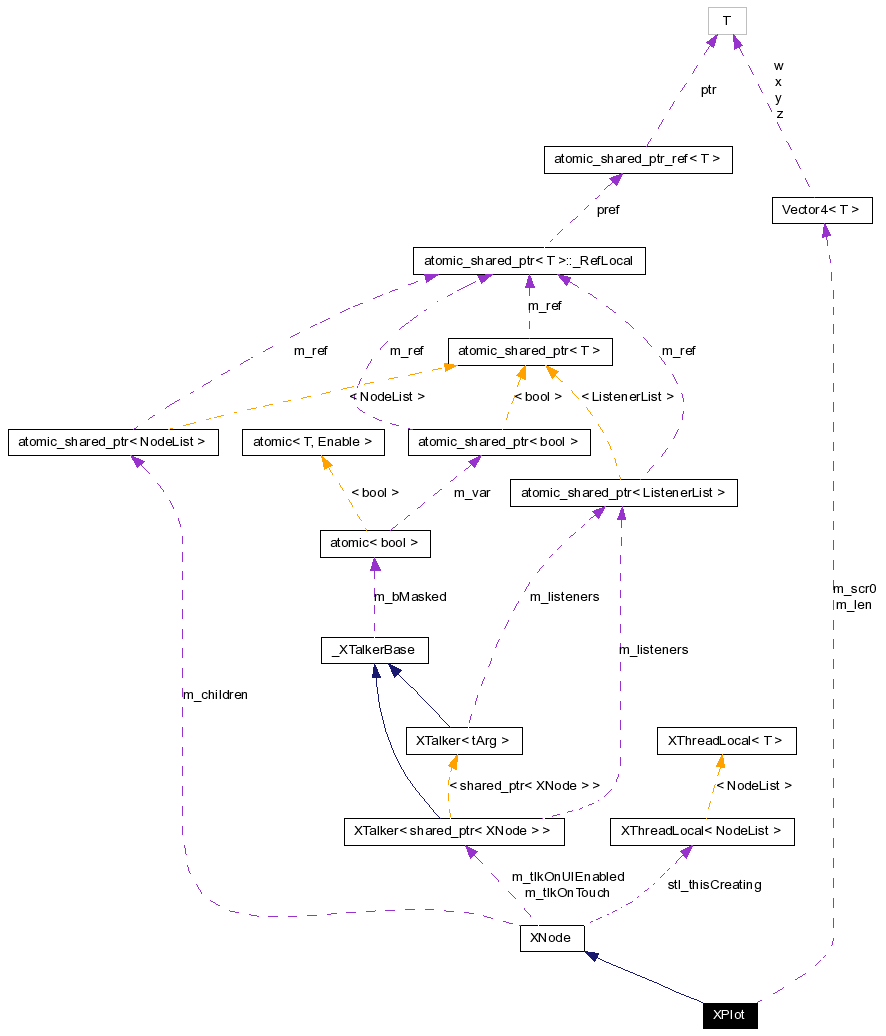 T
w
x
y
z
ptr
atomic_shared_ptr_ref< T >
Vector4< T >
pref
atomic_shared_ptr< T >::_RefLocal
m_ref
m_ref
m_ref
m_ref
atomic_shared_ptr< T >
< NodeList >
< bool >
< ListenerList >
atomic_shared_ptr< NodeList >
atomic< T, Enable >
atomic_shared_ptr< bool >
< bool >
m_var
atomic_shared_ptr< ListenerList >
atomic< bool >
m_bMasked
m_listeners
m_scr0
m_len
_XTalkerBase
m_listeners
m_children
XTalker< tArg >
XThreadLocal< T >
< shared_ptr< XNode > >
< NodeList >
XTalker< shared_ptr< XNode > >
XThreadLocal< NodeList >
m_tlkOnUIEnabled
m_tlkOnTouch
stl_thisCreating
XNode
XPlot